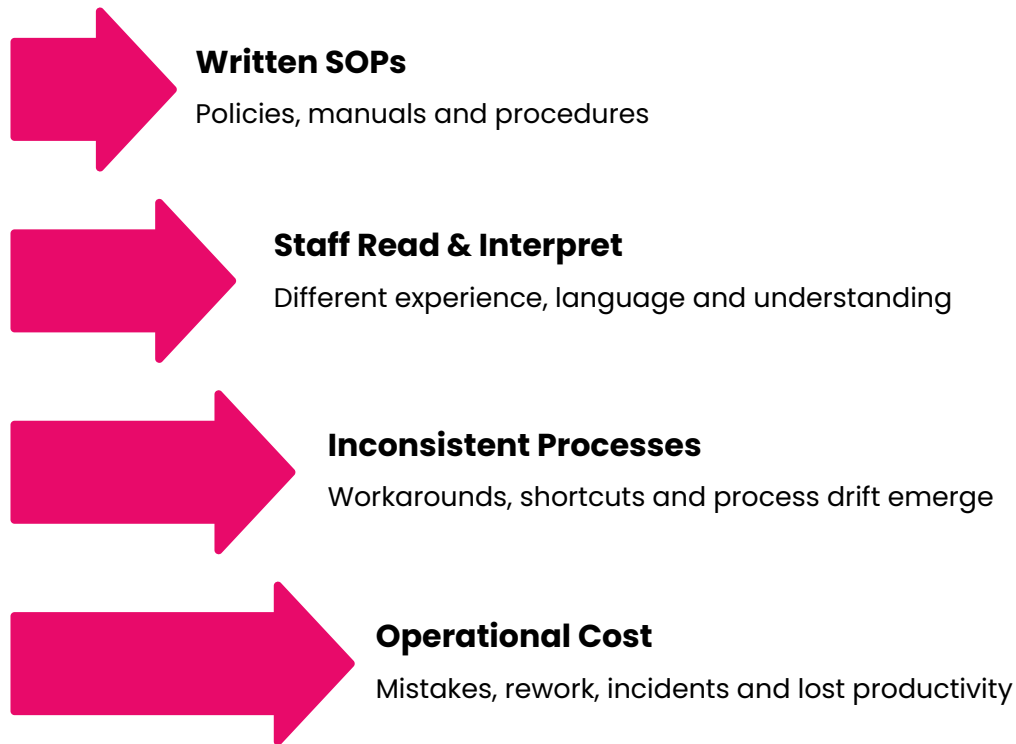 Written SOPs
Policies, manuals and procedures
Staff Read & Interpret
Different experience, language and understanding
Inconsistent Processes
Workarounds, shortcuts and process drift emerge
Operational Cost
Mistakes, rework, incidents and lost productivity